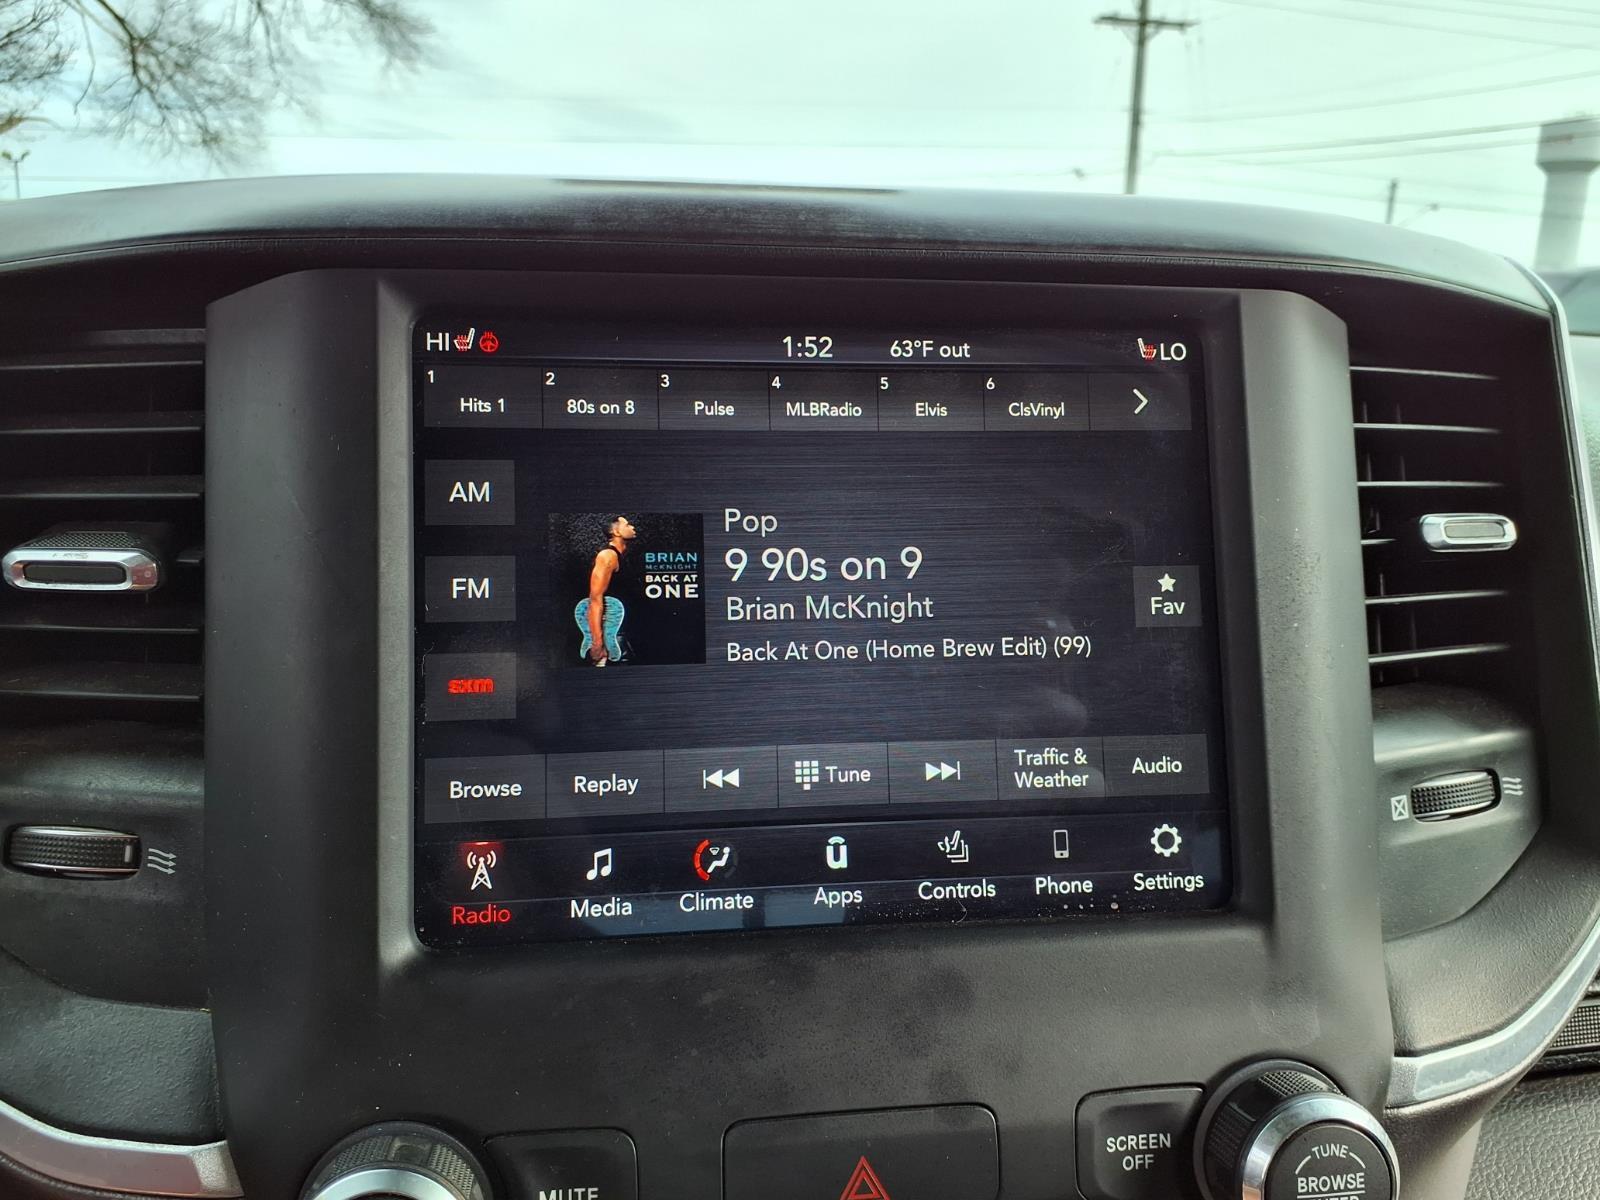 HI
1:52
63°F out
LO
1
Hits 1
2
80s on 8
3
Pulse
4
MLBRadio
5
Elvis
6
ClsVinyl
AM
FM
sxm
BRIAN
McKNIGHT
BACK AT
ONE
Pop
9 90s on 9
Brian McKnight
Back At One (Home Brew Edit) (99)
Fav
Browse
Replay
Tune
Traffic &
Weather
Audio
Radio
Media
Climate
Apps
Controls
Phone
Settings
MUTE
SCREEN
OFF
TUNE
BROWSE